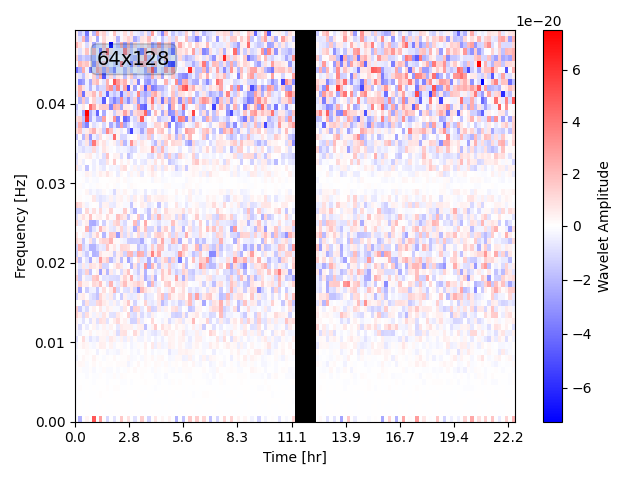 1e−20
64x128
6
4
2
0
−2
−4
−6
Wavelet Amplitude
0.04
0.03
0.02
0.01
0.00
Frequency [Hz]
0.0 2.8 5.6 8.3 11.1 13.9 16.7 19.4 22.2
Time [hr]